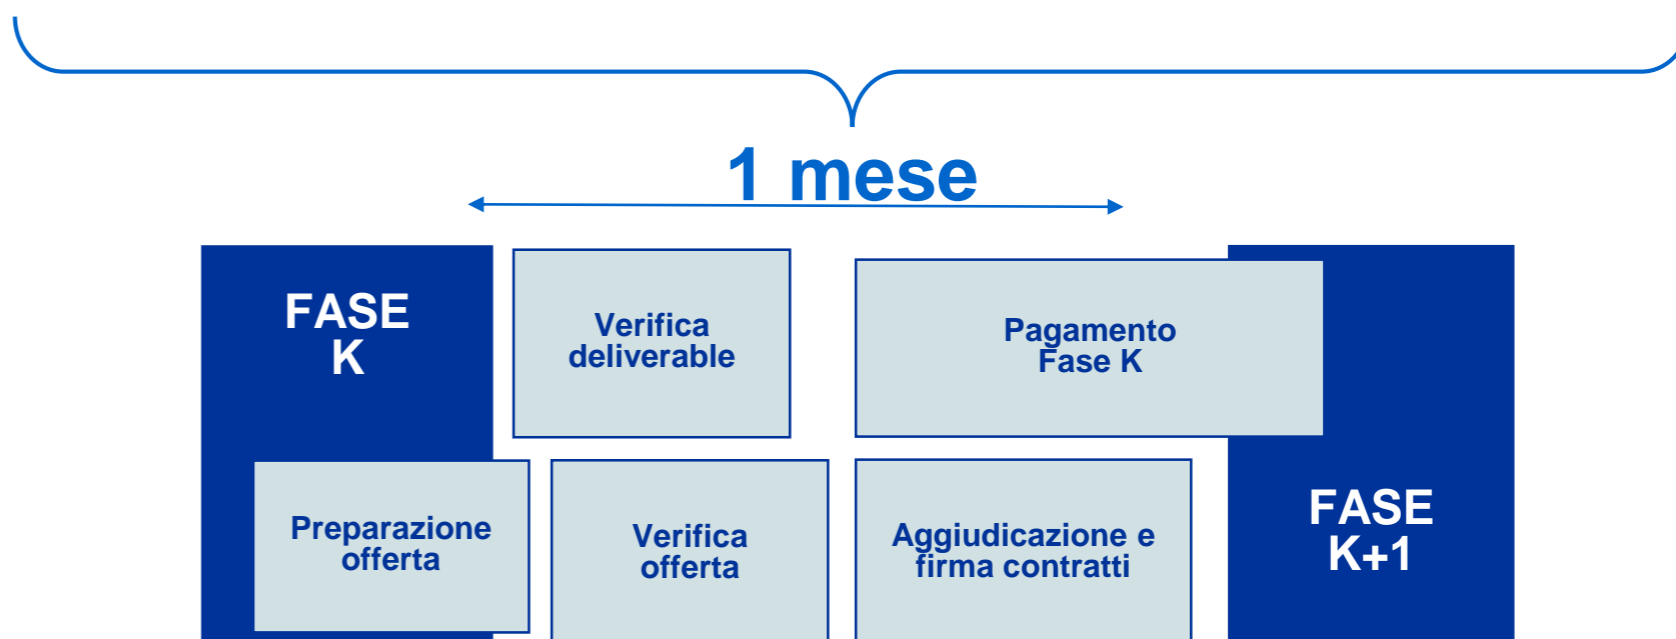 1 mese
FASE
K
Verifica
deliverable
Pagamento
Fase K
Preparazione
offerta
Verifica
offerta
Aggiudicazione e
firma contratti
FASE
K+1